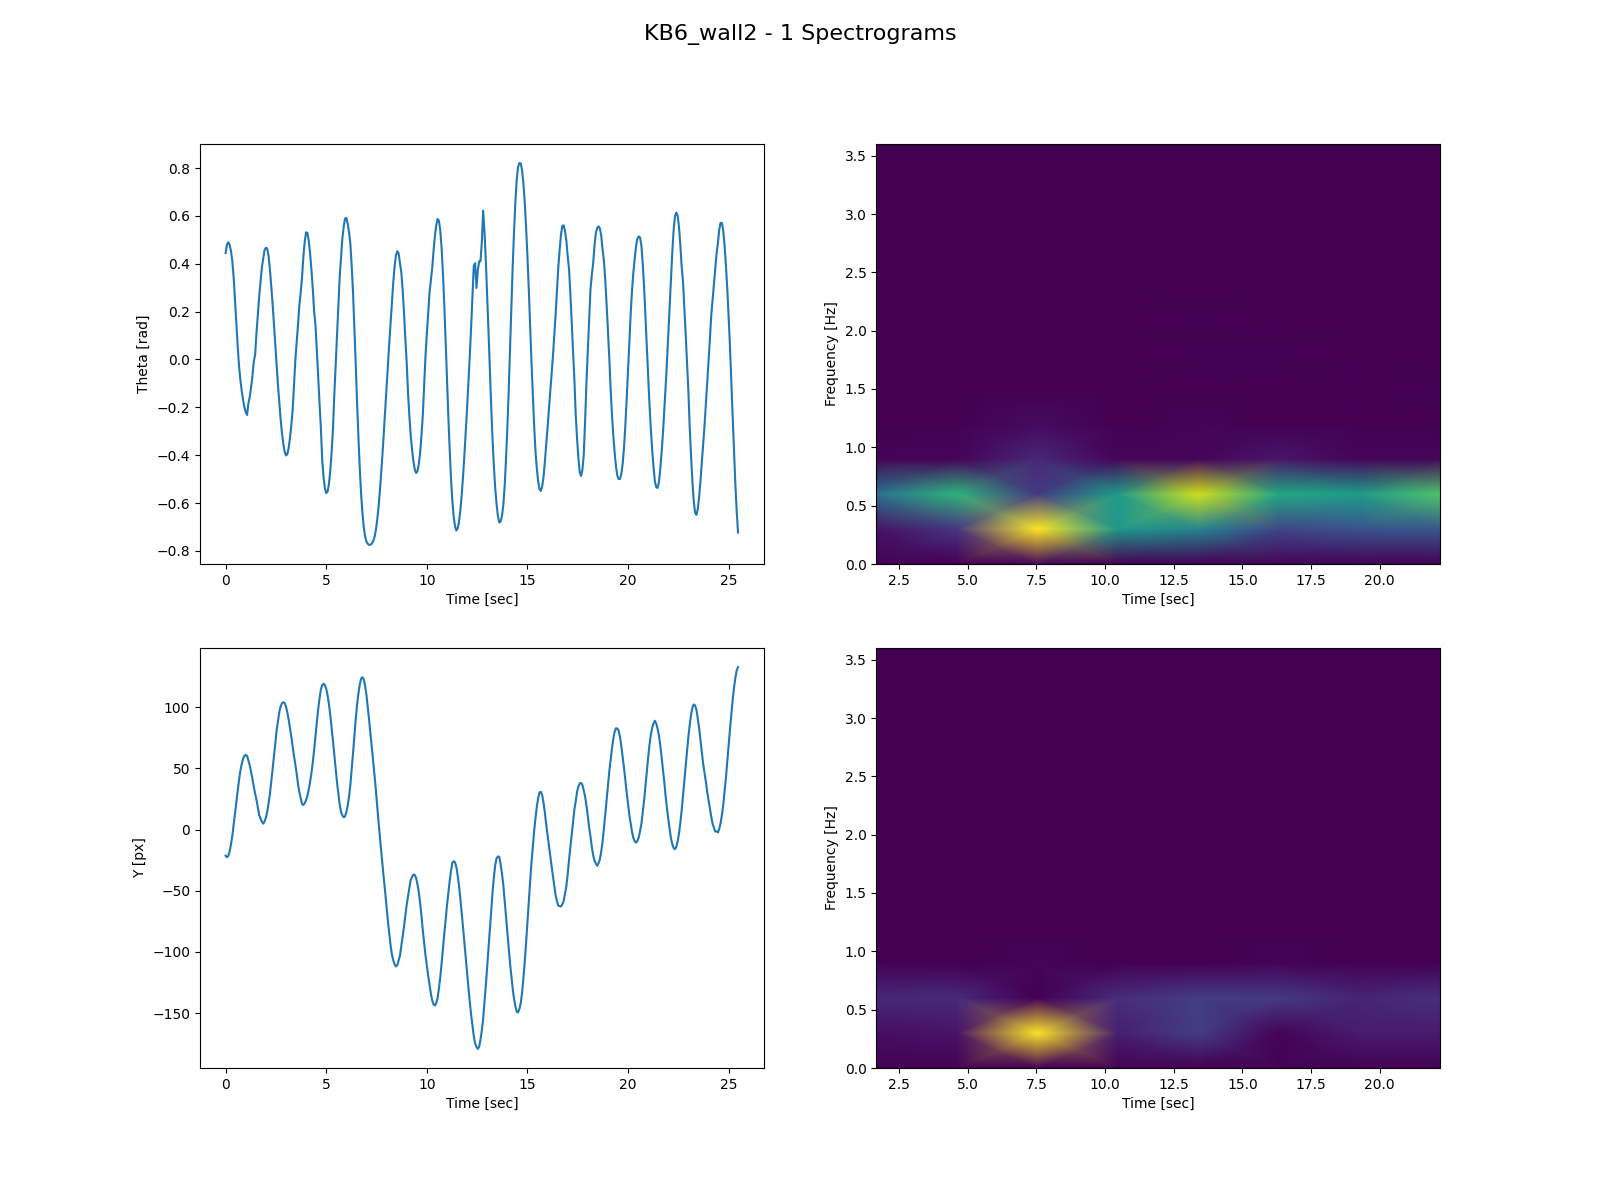 KB6_wall2 - 1 Spectrograms
0.8
0.6
0.4
0.2
0.0
−0.2
−0.4
−0.6
−0.8
Theta [rad]
0 5 10 15 20 25
Time [sec]
3.5
3.0
2.5
2.0
1.5
1.0
0.5
0.0
Frequency [Hz]
2.5 5.0 7.5 10.0 12.5 15.0 17.5 20.0
Time [sec]
100
50
0
−50
−100
−150
Y [px]
0 5 10 15 20 25
Time [sec]
3.5
3.0
2.5
2.0
1.5
1.0
0.5
0.0
Frequency [Hz]
2.5 5.0 7.5 10.0 12.5 15.0 17.5 20.0
Time [sec]